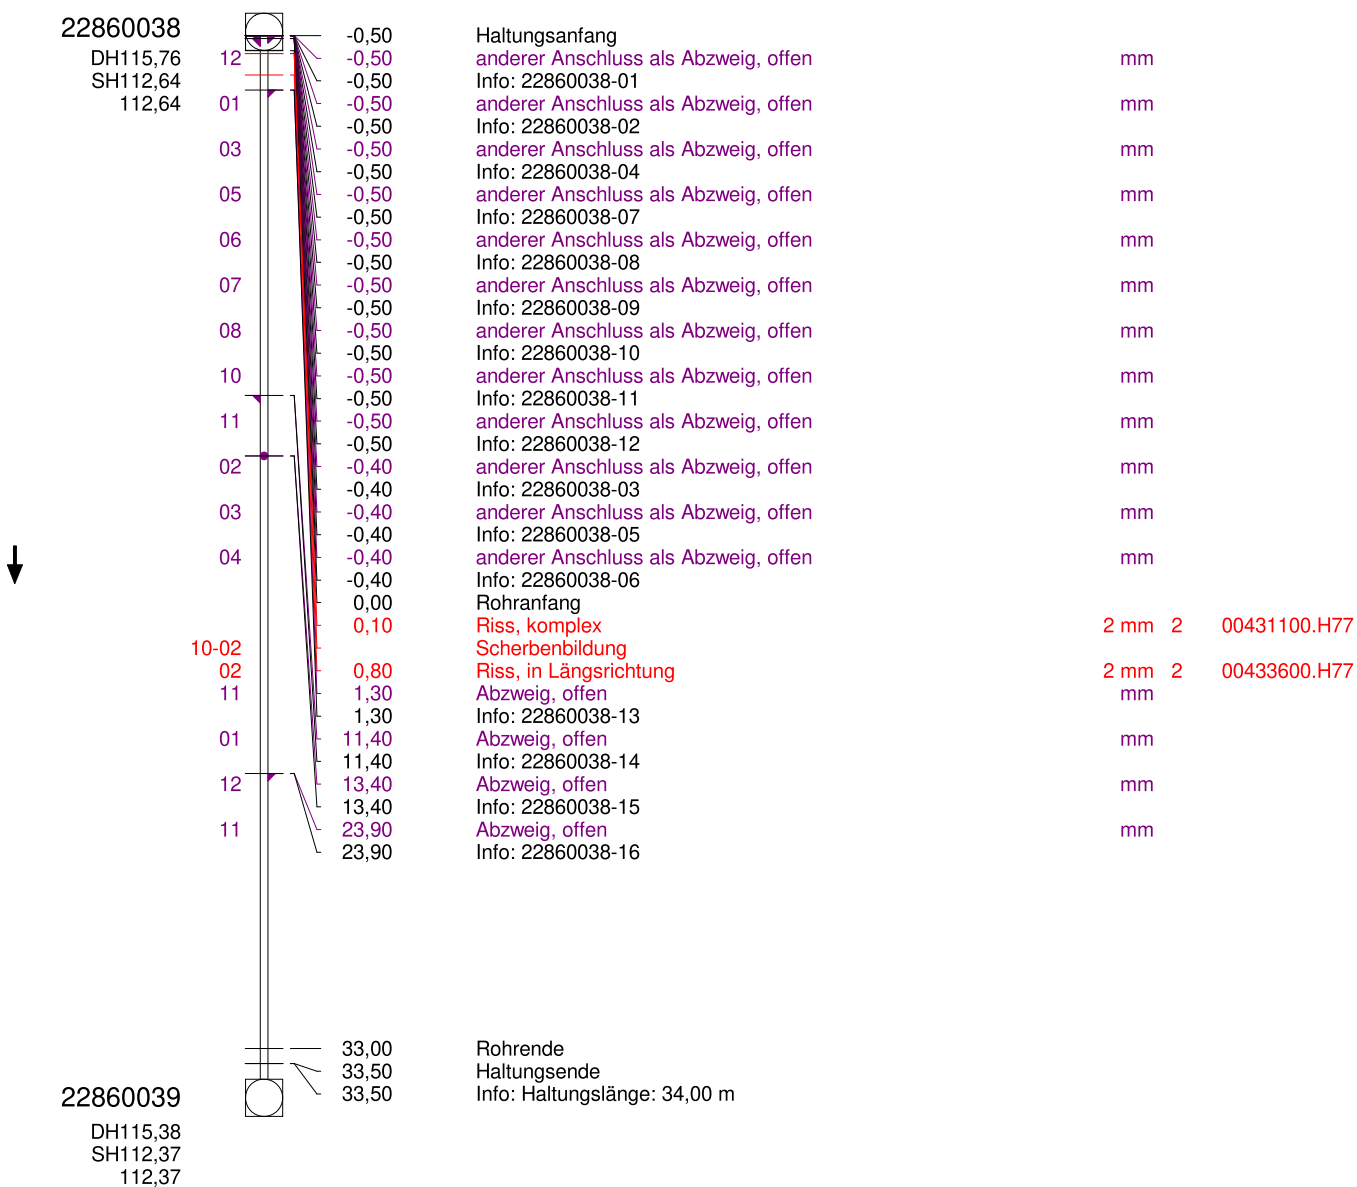 22860038 -0,50 Haltungsanfang
DH115,76 12 -0,50 anderer Anschluss als Abzweig, offen mm
SH112,64 -0,50 Info: 22860038-01
112,64 01 -0,50 anderer Anschluss als Abzweig, offen mm
-0,50 Info: 22860038-02
03 -0,50 anderer Anschluss als Abzweig, offen mm
-0,50 Info: 22860038-04
05 -0,50 anderer Anschluss als Abzweig, offen mm
-0,50 Info: 22860038-07
06 -0,50 anderer Anschluss als Abzweig, offen mm
-0,50 Info: 22860038-08
07 -0,50 anderer Anschluss als Abzweig, offen mm
-0,50 Info: 22860038-09
08 -0,50 anderer Anschluss als Abzweig, offen mm
-0,50 Info: 22860038-10
10 -0,50 anderer Anschluss als Abzweig, offen mm
-0,50 Info: 22860038-11
11 -0,50 anderer Anschluss als Abzweig, offen mm
-0,50 Info: 22860038-12
02 -0,40 anderer Anschluss als Abzweig, offen mm
-0,40 Info: 22860038-03
03 -0,40 anderer Anschluss als Abzweig, offen mm
-0,40 Info: 22860038-05
04 -0,40 anderer Anschluss als Abzweig, offen mm
-0,40 Info: 22860038-06
0,00 Rohranfang
0,10 Riss, komplex 2 mm 2 00431100.H77
10-02 Scherbenbildung
02 0,80 Riss, in Längsrichtung 2 mm 2 00433600.H77
11 1,30 Abzweig, offen mm
1,30 Info: 22860038-13
01 11,40 Abzweig, offen mm
11,40 Info: 22860038-14
12 13,40 Abzweig, offen mm
13,40 Info: 22860038-15
11 23,90 Abzweig, offen mm
23,90 Info: 22860038-16
33,00 Rohrende
33,50 Haltungsende
22860039 33,50 Info: Haltungslänge: 34,00 m
DH115,38
SH112,37
112,37